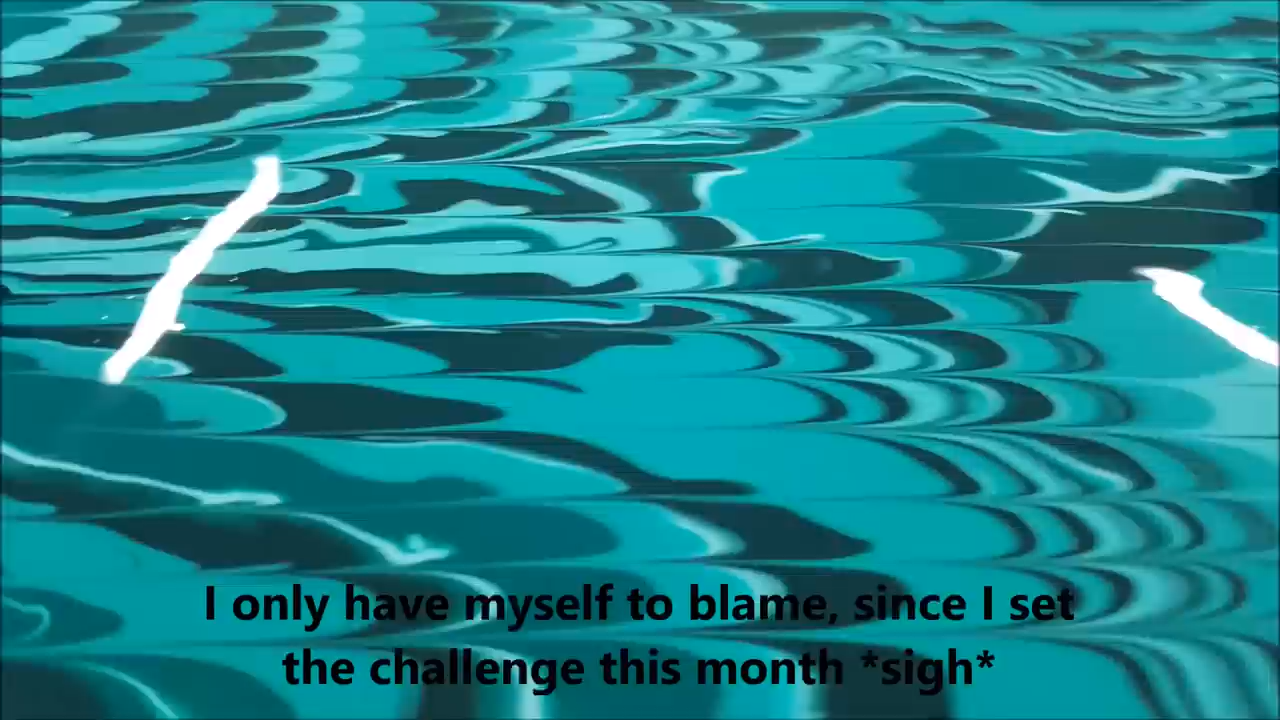 I only have myself to blame, since I set
the challenge this month *sigh*